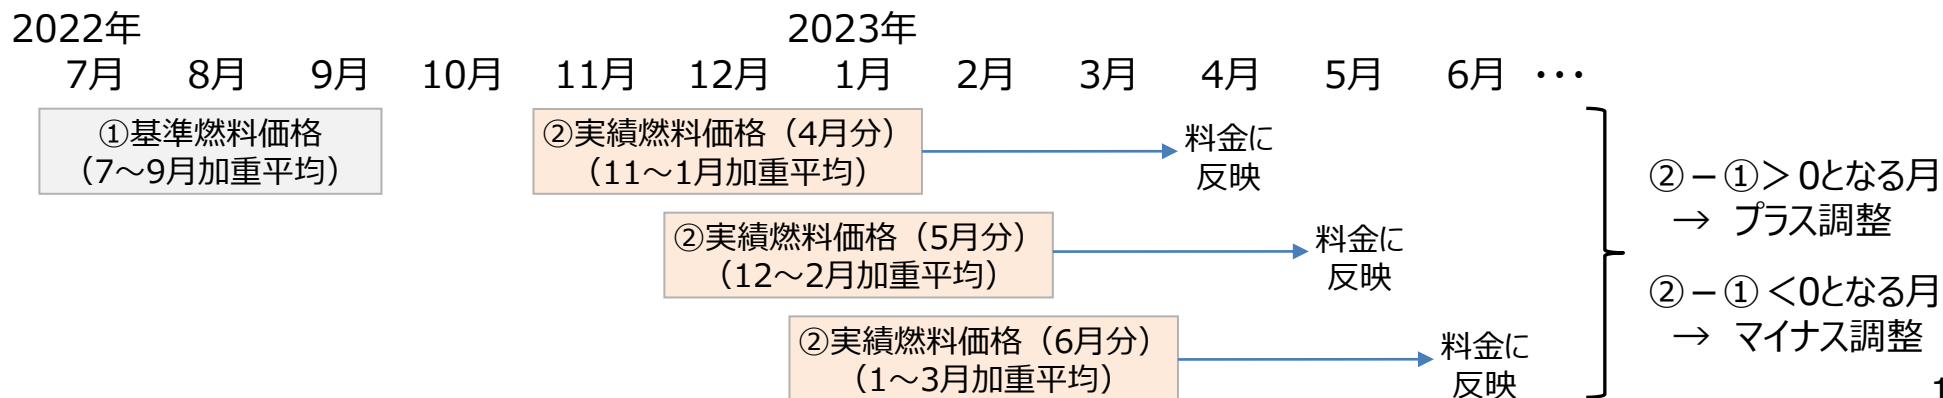 2022年 2023年
7月 8月 9月 10月 11月 12月 1月 2月 3月 4月 5月 6月 ・・・
①基準燃料価格
（7～9月加重平均）
②実績燃料価格（4月分）
（11～1月加重平均）
料金に
反映
②実績燃料価格（5月分）
（12～2月加重平均）
料金に
反映
②実績燃料価格（6月分）
（1～3月加重平均）
料金に
反映
②－①＞0となる月
→ プラス調整
②－①＜0となる月
→ マイナス調整
1